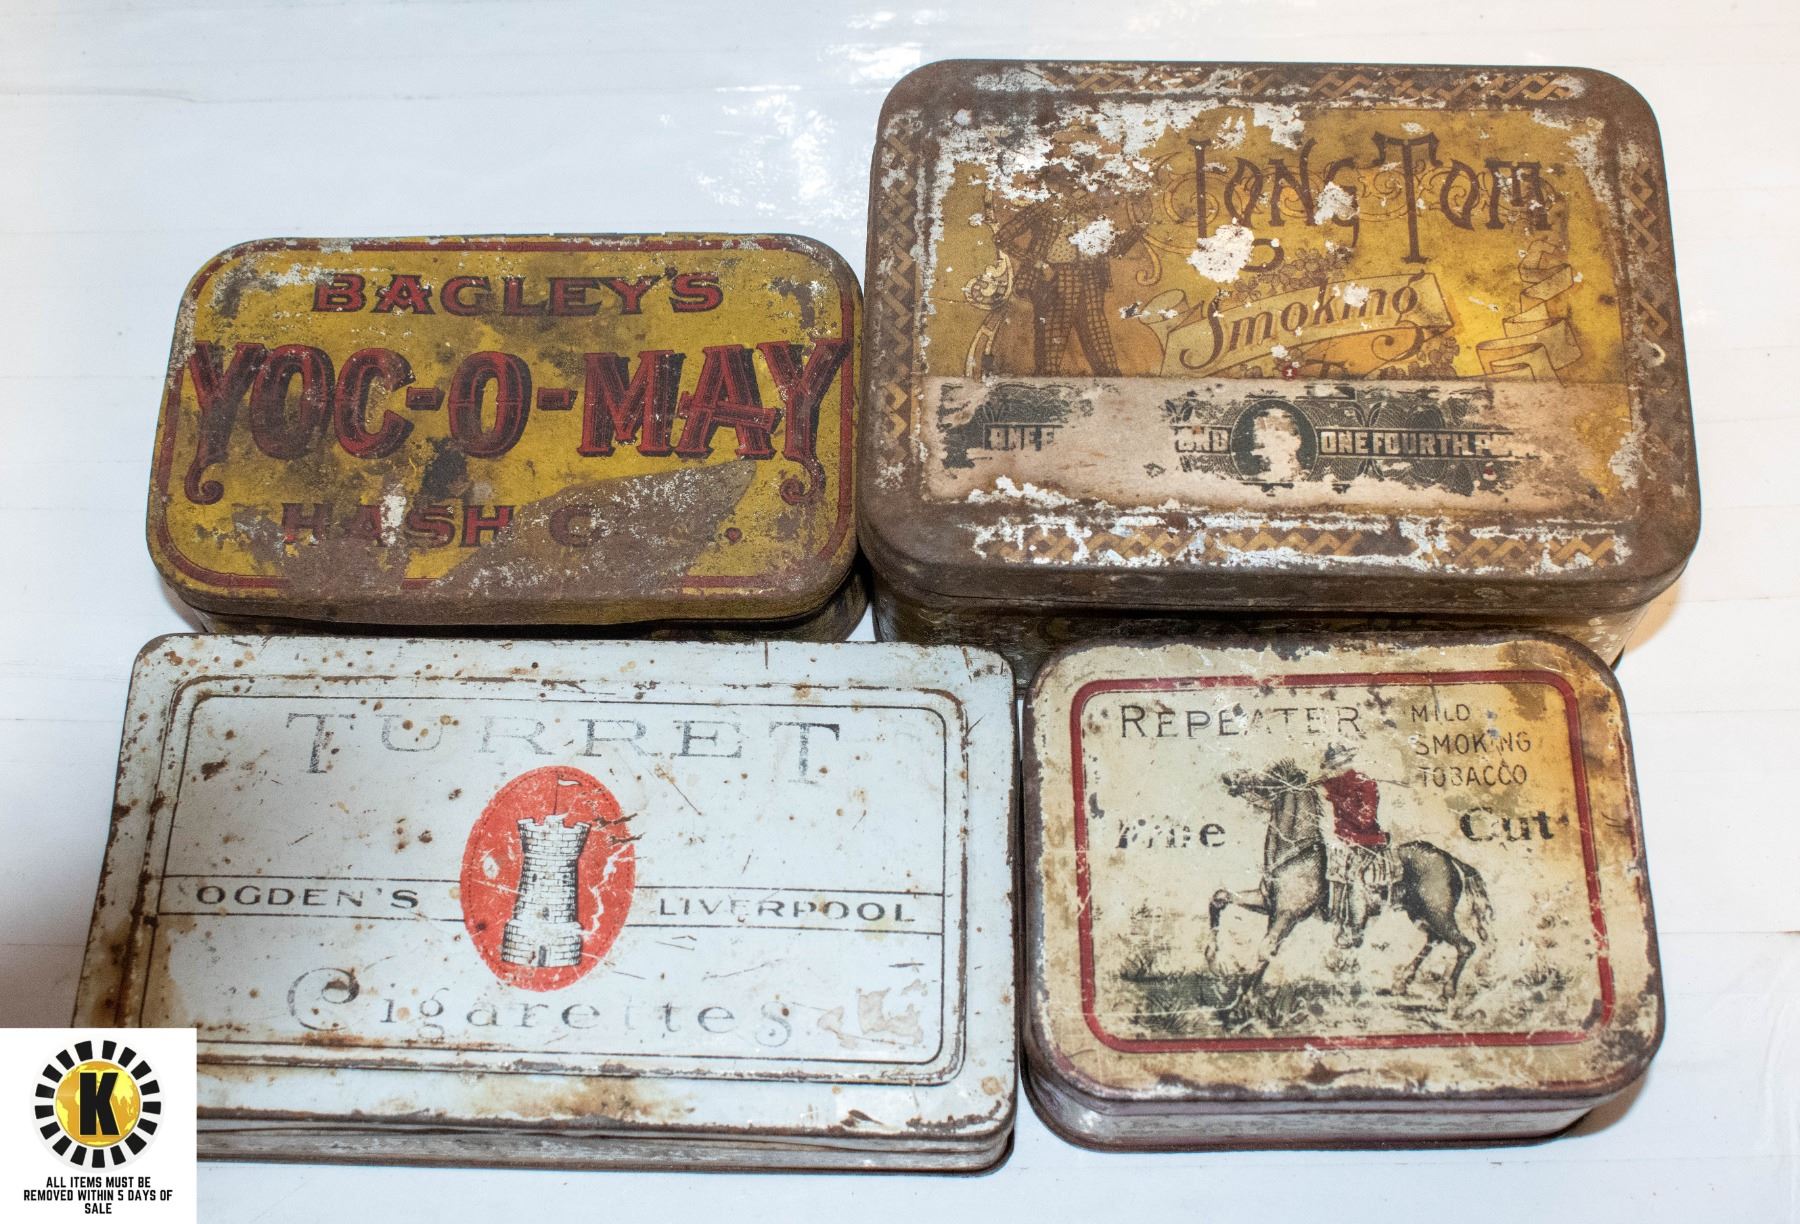 BAGLEY'S
YOC-O-MAY
HASH
LONG TOM
Smoking
ONE FOURTH
TURRET
OGDEN'S LIVERPOOL
Cigarettes
REPEATER MILD
SMOKING
TOBACCO
Fine Cut
K
ALL ITEMS MUST BE
REMOVED WITHIN 5 DAYS OF
SALE